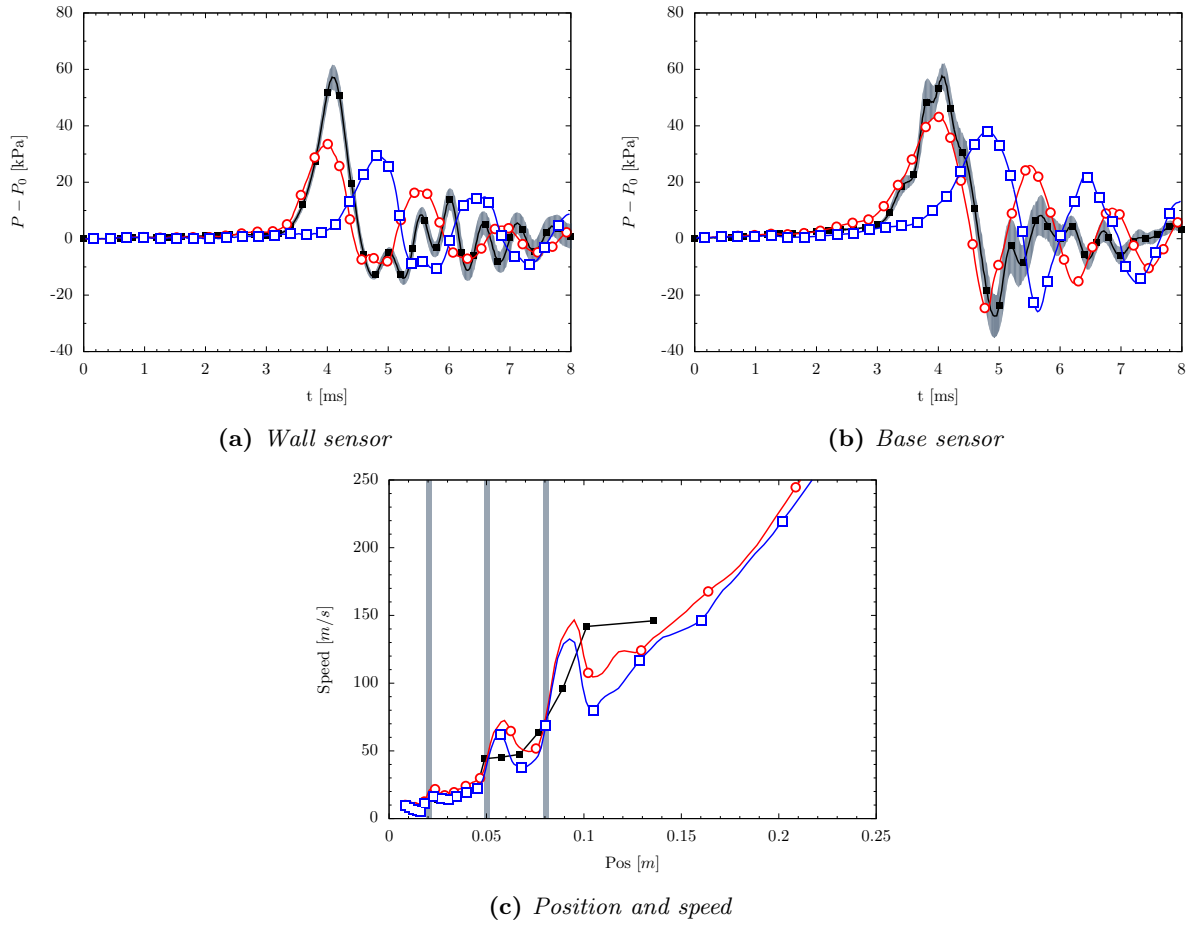 80
60
40
20
0
-20
-40
0 1 2 3 4 5 6 7 8
P − P₀ [kPa]
t [ms]
(a) Wall sensor
80
60
40
20
0
-20
-40
0 1 2 3 4 5 6 7 8
P − P₀ [kPa]
t [ms]
(b) Base sensor
250
200
150
100
50
0
0 0.05 0.1 0.15 0.2 0.25
Speed [m/s]
Pos [m]
(c) Position and speed